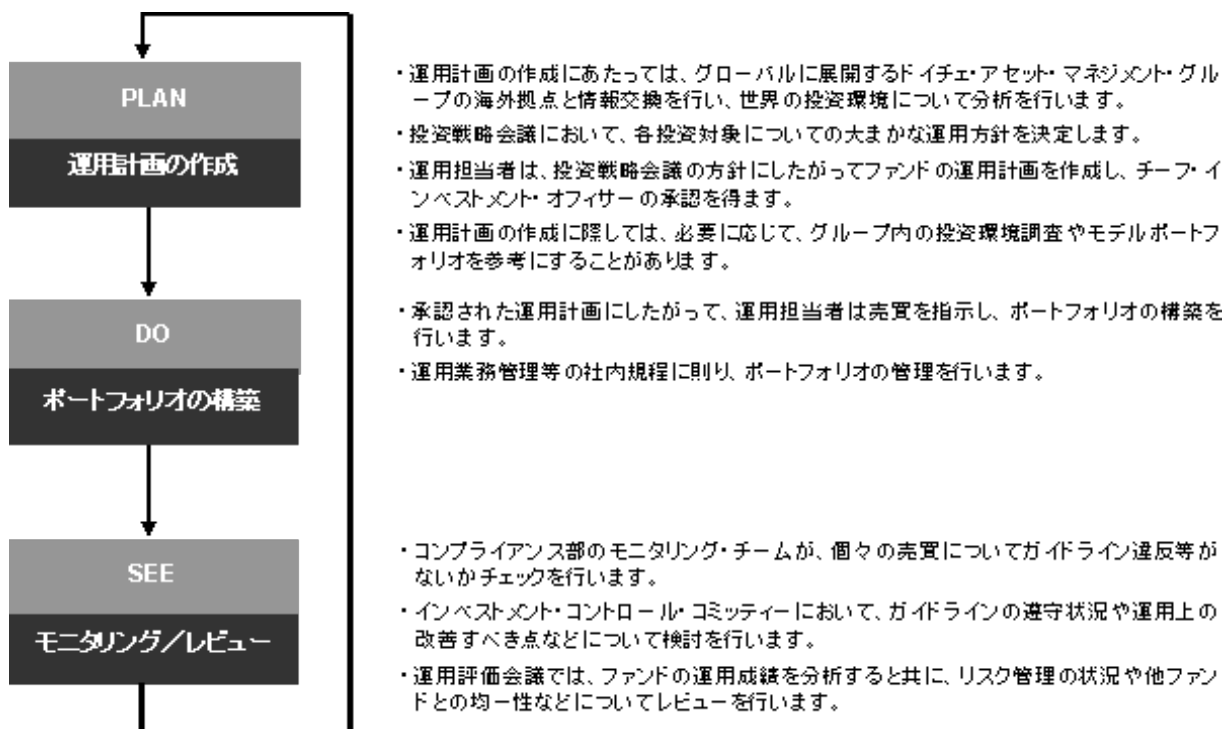 PLAN
運用計画の作成
・運用計画の作成にあたっては、グローバルに展開するドイチェ・アセット・マネジメント・グル
ープの海外拠点と情報交換を行い、世界の投資環境について分析を行います。
・投資戦略会議において、各投資対象についての大まかな運用方針を決定します。
・運用担当者は、投資戦略会議の方針にしたがってファンドの運用計画を作成し、チーフ・イ
ンベストメント・オフィサーの承認を得ます。
・運用計画の作成に際しては、必要に応じて、グループ内の投資環境調査やモデルポートフ
ォリオを参考にすることがあります。
DO
ポートフォリオの構築
・承認された運用計画にしたがって、運用担当者は売買を指示し、ポートフォリオの構築を
行います。
・運用業務管理等の社内規程に則り、ポートフォリオの管理を行います。
SEE
モニタリング／レビュー
・コンプライアンス部のモニタリング・チームが、個々の売買についてガイドライン違反等が
ないかチェックを行います。
・インベストメント・コントロール・コミッティーにおいて、ガイドラインの遵守状況や運用上の
改善すべき点などについて検討を行います。
・運用評価会議では、ファンドの運用成績を分析すると共に、リスク管理の状況や他ファン
ドとの均一性などについてレビューを行います。